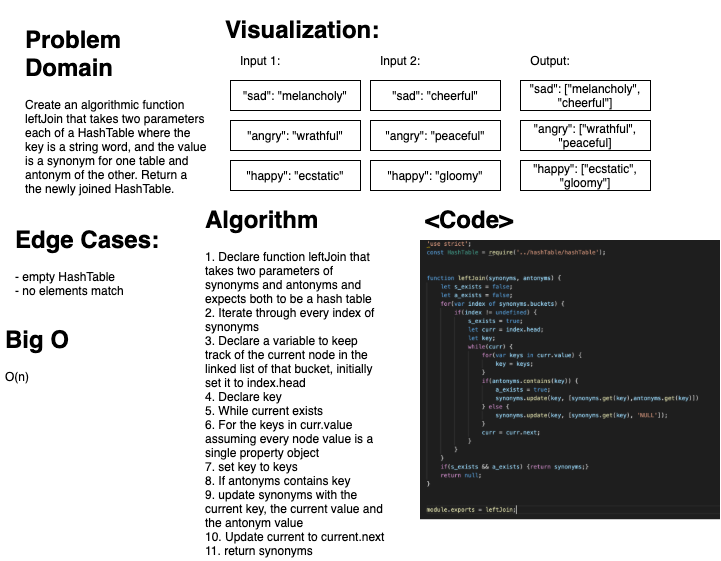 Problem
Domain
Create an algorithmic function
leftJoin that takes two parameters
each of a HashTable where the
key is a string word, and the value
is a synonym for one table and
antonym of the other. Return a
the newly joined HashTable.
Visualization:
Input 1:
Input 2:
Output:
"sad": "melancholy"
"sad": "cheerful"
"sad": ["melancholy",
"cheerful"]
"angry": "wrathful"
"angry": "peaceful"
"angry": ["wrathful",
"peaceful]
"happy": "ecstatic"
"happy": "gloomy"
"happy": ["ecstatic",
"gloomy"]
Edge Cases:
- empty HashTable
- no elements match
Big O
O(n)
Algorithm
1. Declare function leftJoin that
takes two parameters of
synonyms and antonyms and
expects both to be a hash table
2. Iterate through every index of
synonyms
3. Declare a variable to keep
track of the current node in the
linked list of that bucket, initially
set it to index.head
4. Declare key
5. While current exists
6. For the keys in curr.value
assuming every node value is a
single property object
7. set key to keys
8. If antonyms contains key
9. update synonyms with the
current key, the current value and
the antonym value
10. Update current to current.next
11. return synonyms
<Code>
'use strict';
const HashTable = require('../hashTable/hashTable');
function leftJoin(synonyms, antonyms) {
let s_exists = false;
let a_exists = false;
for(var index of synonyms.buckets) {
if(index !== undefined) {
s_exists = true;
let curr = index.head;
let key;
while(curr) {
for(var keys in curr.value) {
key = keys;
}
if(antonyms.contains(key)) {
a_exists = true;
synonyms.update(key, [synonyms.get(key),antonyms.get(key)])
} else {
synonyms.update(key, [synonyms.get(key), 'NULL']);
}
curr = curr.next;
}
}
}
if(s_exists && a_exists) {return synonyms;}
return null;
}
module.exports = leftJoin;